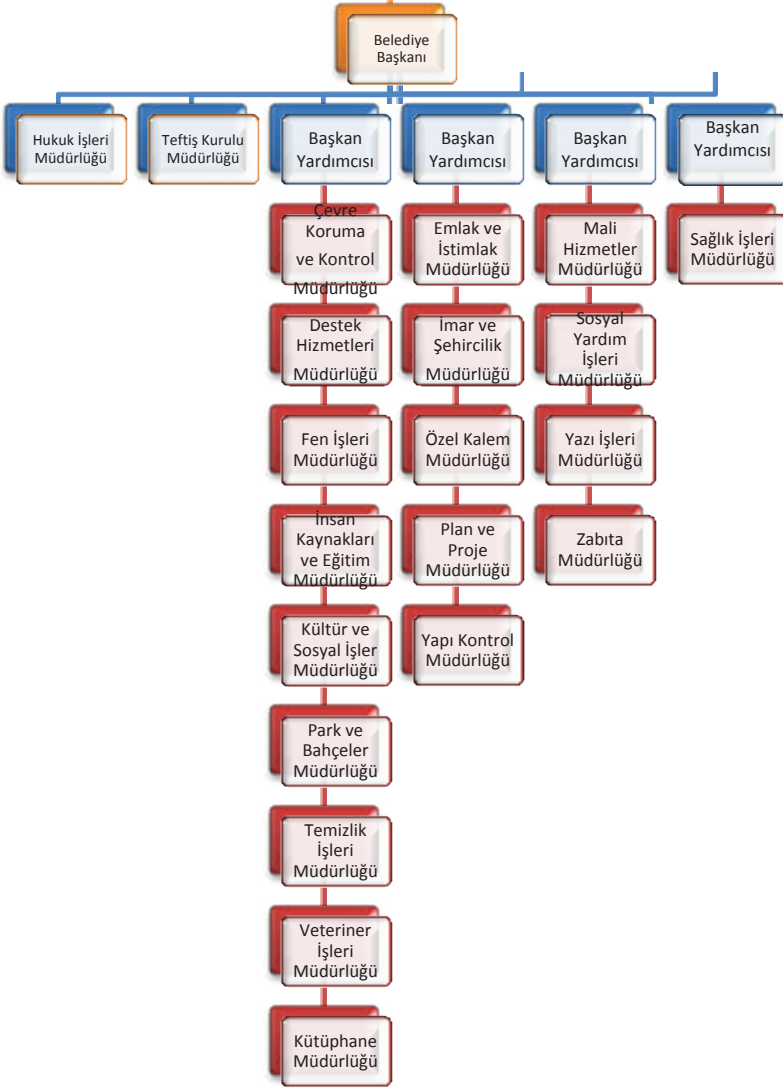 Belediye
Başkanı
Hukuk İşleri
Müdürlüğü
Teftiş Kurulu
Müdürlüğü
Başkan
Yardımcısı
Başkan
Yardımcısı
Başkan
Yardımcısı
Başkan
Yardımcısı
Çevre
Koruma
ve Kontrol
Müdürlüğü
Destek
Hizmetleri
Müdürlüğü
Fen İşleri
Müdürlüğü
İnsan
Kaynakları
ve Eğitim
Müdürlüğü
Kültür ve
Sosyal İşler
Müdürlüğü
Park ve
Bahçeler
Müdürlüğü
Temizlik
İşleri
Müdürlüğü
Veteriner
İşleri
Müdürlüğü
Kütüphane
Müdürlüğü
Emlak ve
İstimlak
Müdürlüğü
İmar ve
Şehircilik
Müdürlüğü
Özel Kalem
Müdürlüğü
Plan ve
Proje
Müdürlüğü
Yapı Kontrol
Müdürlüğü
Mali
Hizmetler
Müdürlüğü
Sosyal
Yardım
İşleri
Müdürlüğü
Yazı İşleri
Müdürlüğü
Zabıta
Müdürlüğü
Sağlık İşleri
Müdürlüğü